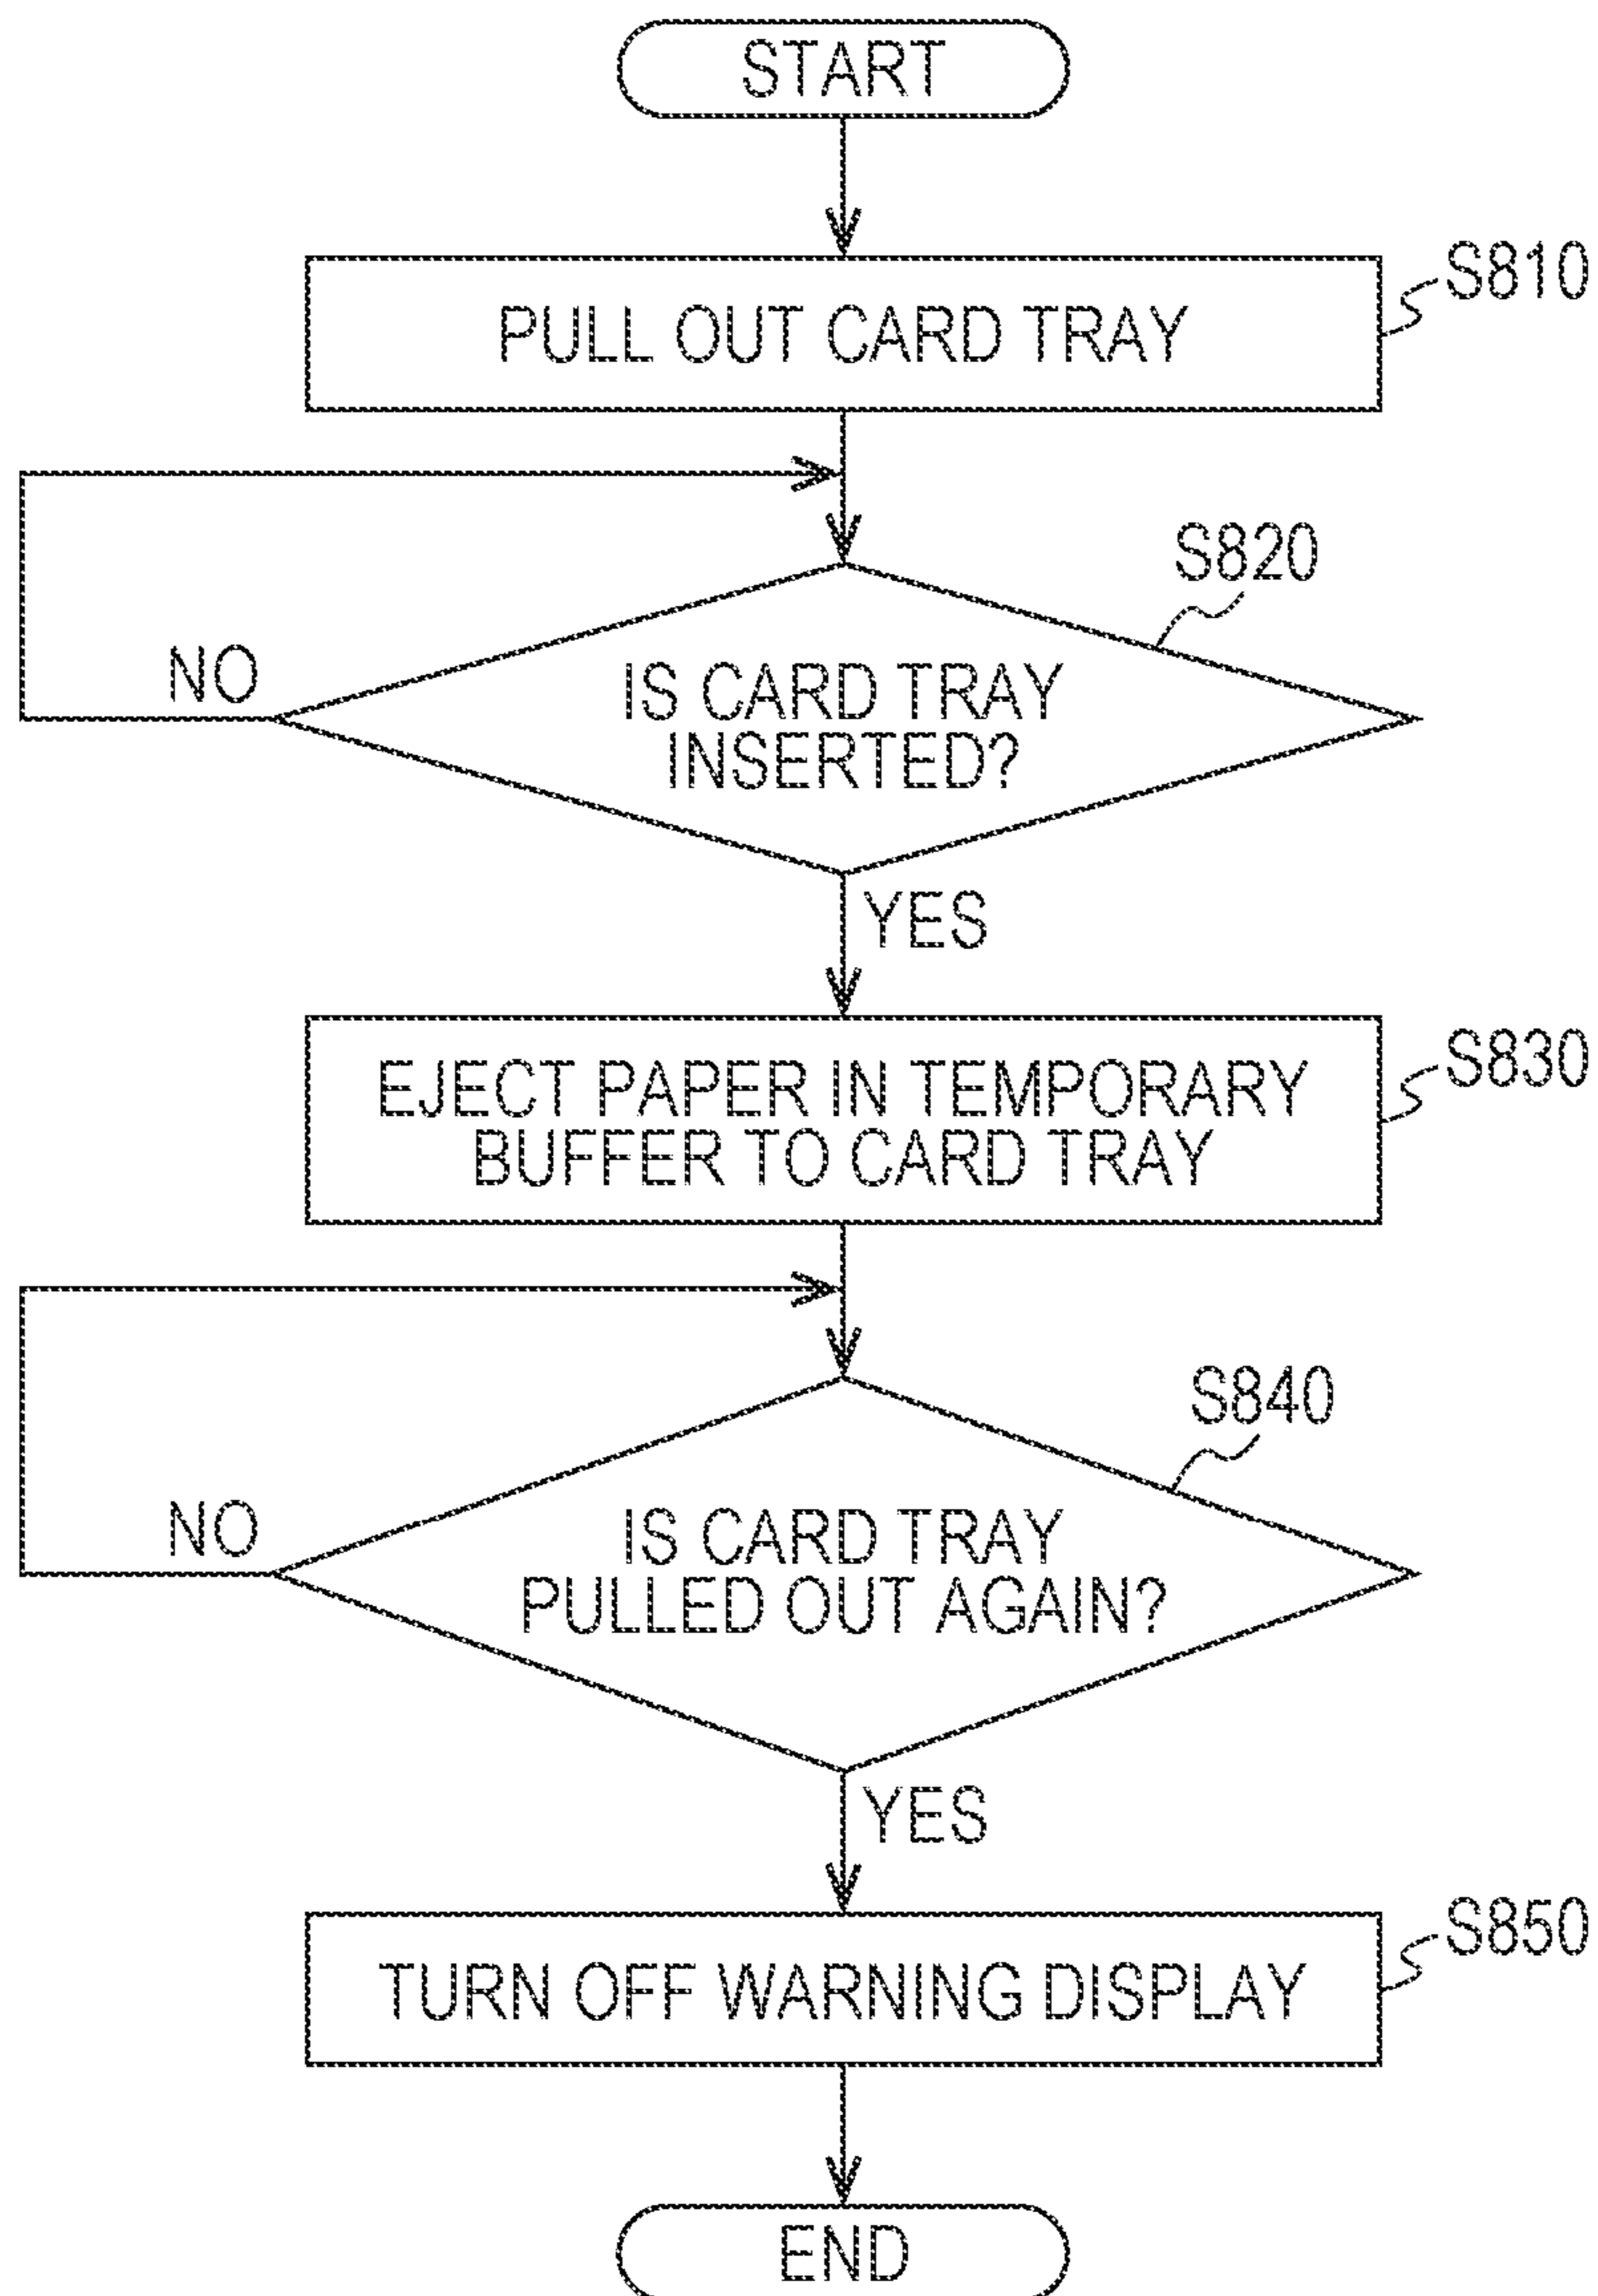 START
PULL OUT CARD TRAY
S810
S820
IS CARD TRAY
INSERTED?
NO
YES
EJECT PAPER IN TEMPORARY
BUFFER TO CARD TRAY
S830
S840
IS CARD TRAY
PULLED OUT AGAIN?
NO
YES
TURN OFF WARNING DISPLAY
S850
END